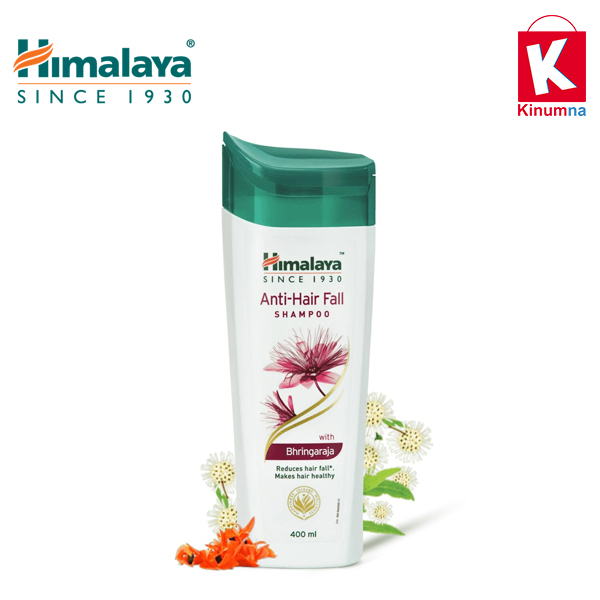 Himalaya®
SINCE 1930
K
Kinumna
Himalaya™
SINCE 1930
Anti-Hair Fall
SHAMPOO
with
Bhringaraja
Reduces hair fall*.
Makes hair healthy
400 ml